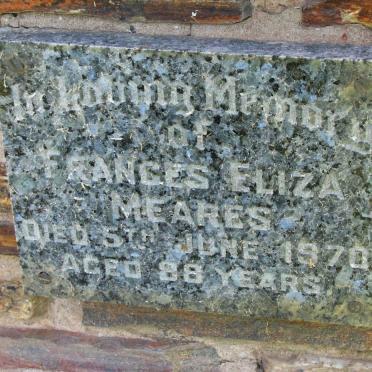 In Loving Memory
of
FRANCES ELIZA
MEARES
DIED 5TH JUNE 1970
AGED 88 YEARS